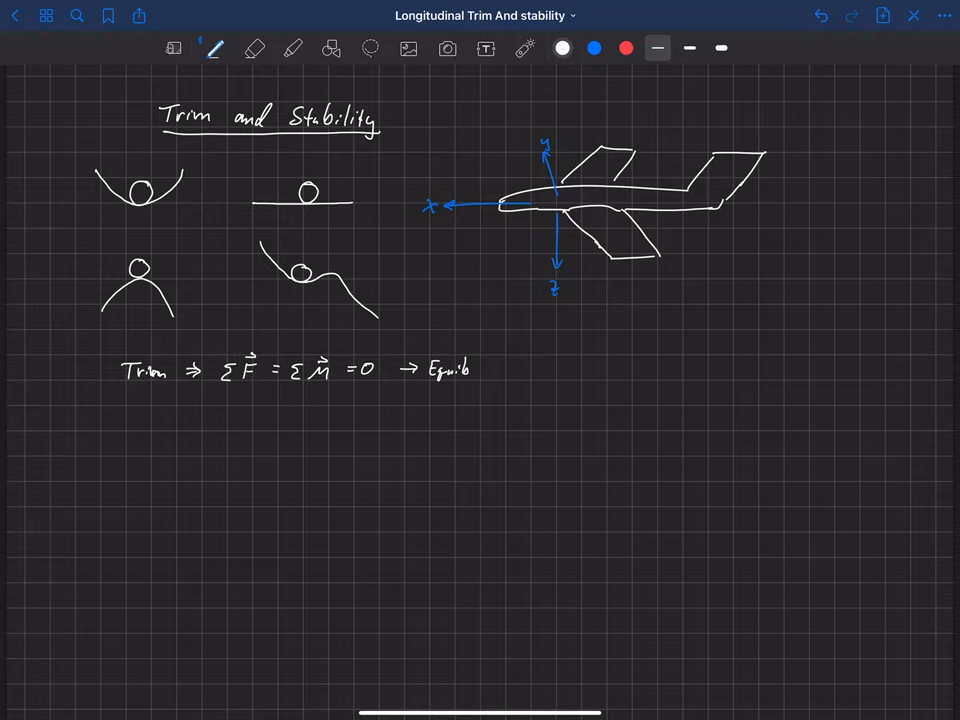 Longitudinal Trim And stability
Trim and Stability
y
x
z
Trim ⇒ ∑ F⃗ = ∑ M⃗ = 0 → Equib